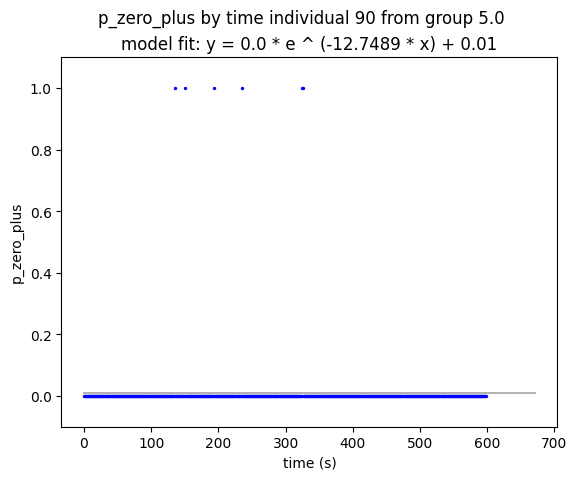 p_zero_plus by time individual 90 from group 5.0
model fit: y = 0.0 * e ^ (-12.7489 * x) + 0.01
1.0
0.8
0.6
0.4
0.2
0.0
p_zero_plus
0 100 200 300 400 500 600 700
time (s)